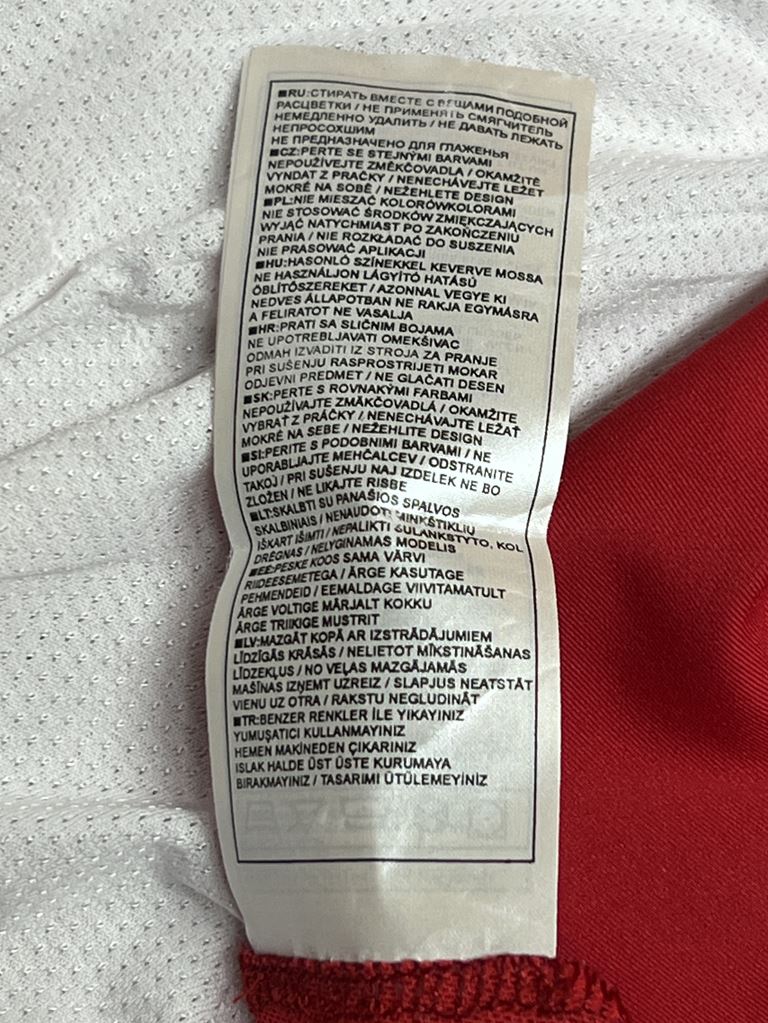 ■RU:СТИРАТЬ ВМЕСТЕ С ВЕЩАМИ ПОДОБНОЙ
РАСЦВЕТКИ / НЕ ПРИМЕНЯТЬ СМЯГЧИТЕЛЬ
НЕМЕДЛЕННО УДАЛИТЬ / НЕ ДАВАТЬ ЛЕЖАТЬ
НЕПРОСОХШИМ
НЕ ПРЕДНАЗНАЧЕНО ДЛЯ ГЛАЖЕНЬЯ
■CZ:PERTE SE STEJNÝMI BARVAMI
NEPOUŽÍVEJTE ZMĚKČOVADLA / OKAMŽITĚ
VYNDAT Z PRAČKY / NENECHÁVEJTE LEŽET
MOKRÉ NA SOBĚ / NEŽEHLETE DESIGN
■PL:NIE MIESZAĆ KOLORÓWKOLORAMI
NIE STOSOWAĆ ŚRODKÓW ZMIĘKCZAJĄCYCH
WYJĄĆ NATYCHMIAST PO ZAKOŃCZENIU
PRANIA / NIE ROZKŁADAĆ DO SUSZENIA
NIE PRASOWAĆ APLIKACJI
■HU:HASONLÓ SZÍNEKKEL KEVERVE MOSSA
NE HASZNÁLJON LÁGYÍTÓ HATÁSÚ
ÖBLÍTŐSZEREKET / AZONNAL VEGYE KI
NEDVES ÁLLAPOTBAN NE RAKJA EGYMÁSRA
A FELIRATOT NE VASALJA
■HR:PRATI SA SLIČNIM BOJAMA
NE UPOTREBLJAVATI OMEKŠIVAC
ODMAH IZVADITI IZ STROJA ZA PRANJE
PRI SUŠENJU RASPROSTRIJETI MOKAR
ODJEVNI PREDMET / NE GLAČATI DESEN
■SK:PERTE S ROVNAKÝMI FARBAMI
NEPOUŽÍVAJTE ZMÄKČOVADLÁ / OKAMŽITE
VYBRAŤ Z PRÁČKY / NENECHÁVAJTE LEŽAŤ
MOKRÉ NA SEBE / NEŽEHLITE DESIGN
■SI:PERITE S PODOBNIMI BARVAMI / NE
UPORABLJAJTE MEHČALCEV / ODSTRANITE
TAKOJ / PRI SUŠENJU NAJ IZDELEK NE BO
ZLOŽEN / NE LIKAJTE RISBE
■LT:SKALBTI SU PANAŠIOS SPALVOS
SKALBINIAIS / NENAUDOTI MINKŠTIKLIŲ
IŠKART IŠIMTI / NEPALIKTI SULANKSTYTO, KOL
DRĖGNAS / NELYGINAMAS MODELIS
■EE:PESKE KOOS SAMA VÄRVI
RIIDEESEMETEGA / ÄRGE KASUTAGE
PEHMENDEID / EEMALDAGE VIIVITAMATULT
ÄRGE VOLTIGE MÄRJALT KOKKU
ÄRGE TRIIKIGE MUSTRIT
■LV:MAZGĀT KOPĀ AR IZSTRĀDĀJUMIEM
LĪDZĪGĀS KRĀSĀS / NELIETOT MĪKSTINĀŠANAS
LĪDZEKĻUS / NO VEĻAS MAZGĀJAMĀS
MAŠĪNAS IZŅEMT UZREIZ / SLAPJUS NEATSTĀT
VIENU UZ OTRA / RAKSTU NEGLUDINĀT
■TR:BENZER RENKLER İLE YIKAYINIZ
YUMUŞATICI KULLANMAYINIZ
HEMEN MAKİNEDEN ÇIKARINIZ
ISLAK HALDE ÜST ÜSTE KURUMAYA
BIRAKMAYINIZ / TASARIMI ÜTÜLEMEYİNİZ